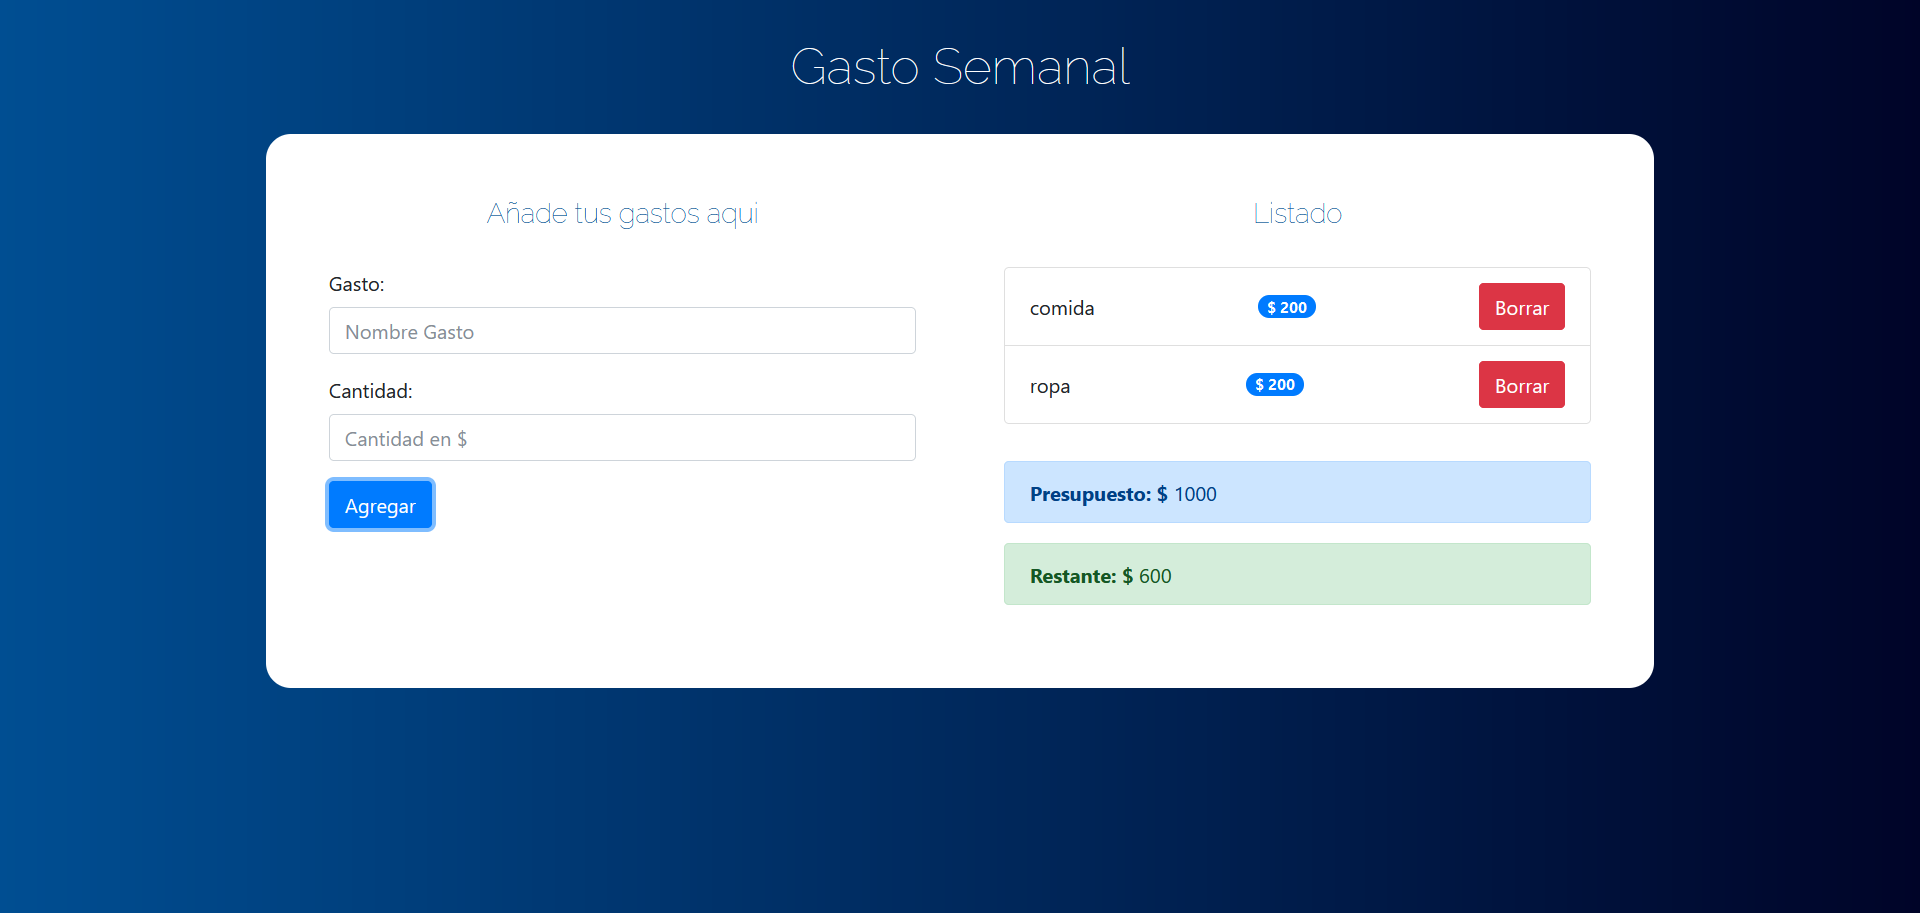 Gasto Semanal
Añade tus gastos aqui
Gasto:
Nombre Gasto
Cantidad:
Cantidad en $
Agregar
Listado
comida $ 200 Borrar
ropa $ 200 Borrar
Presupuesto: $ 1000
Restante: $ 600